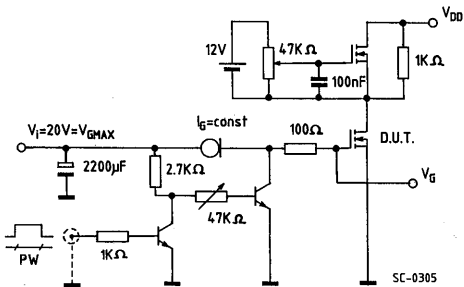 V_DD
12V
47KΩ
1KΩ
100nF
I_G=const
V_i=20V=V_GMAX
100Ω
D.U.T.
2200μF
2.7KΩ
V_G
47KΩ
1KΩ
PW
SC-0305